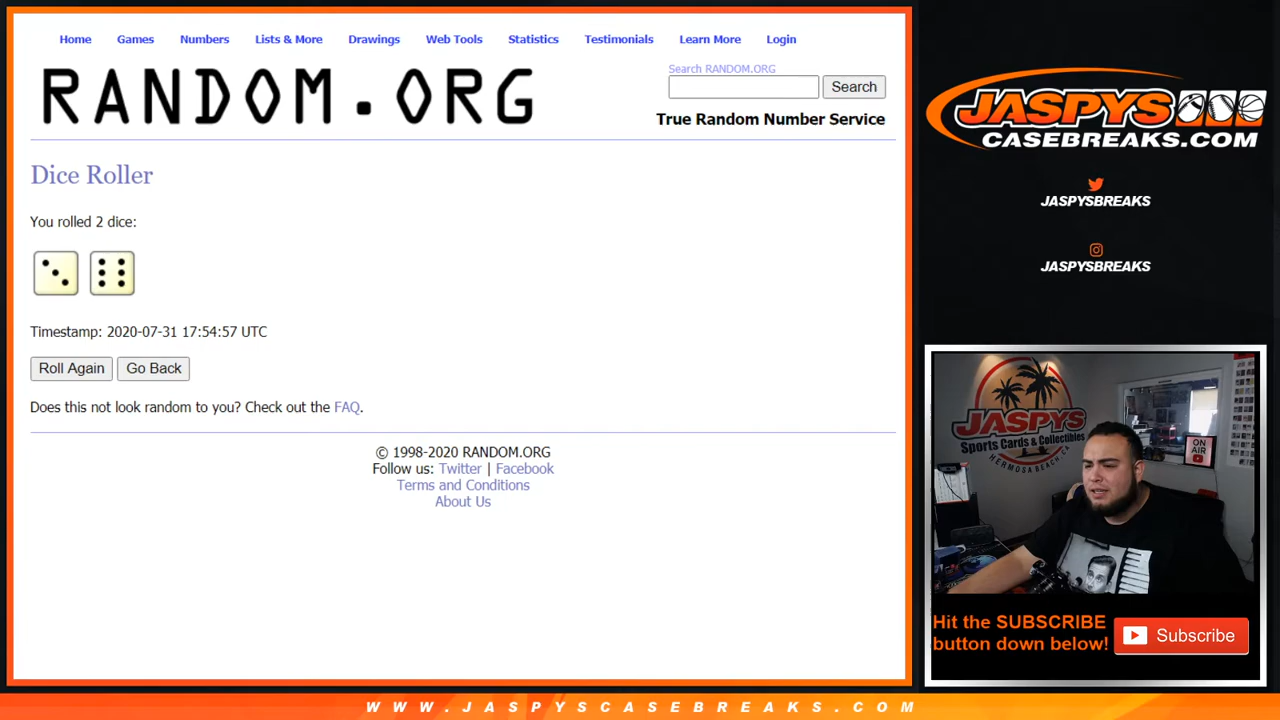 Home Games Numbers Lists & More Drawings Web Tools Statistics Testimonials Learn More Login
RANDOM.ORG
Search RANDOM.ORG
Search
True Random Number Service
Dice Roller
You rolled 2 dice:
Timestamp: 2020-07-31 17:54:57 UTC
Roll Again Go Back
Does this not look random to you? Check out the FAQ.
© 1998-2020 RANDOM.ORG
Follow us: Twitter | Facebook
Terms and Conditions
About Us
JASPYS
CASEBREAKS.COM
JASPYSBREAKS
JASPYSBREAKS
JASPYS
Sports Cards & Collectibles
HERMOSA BEACH, CA
ON
AIR
Hit the SUBSCRIBE
button down below!
Subscribe
WWW.JASPYSCASEBREAKS.COM